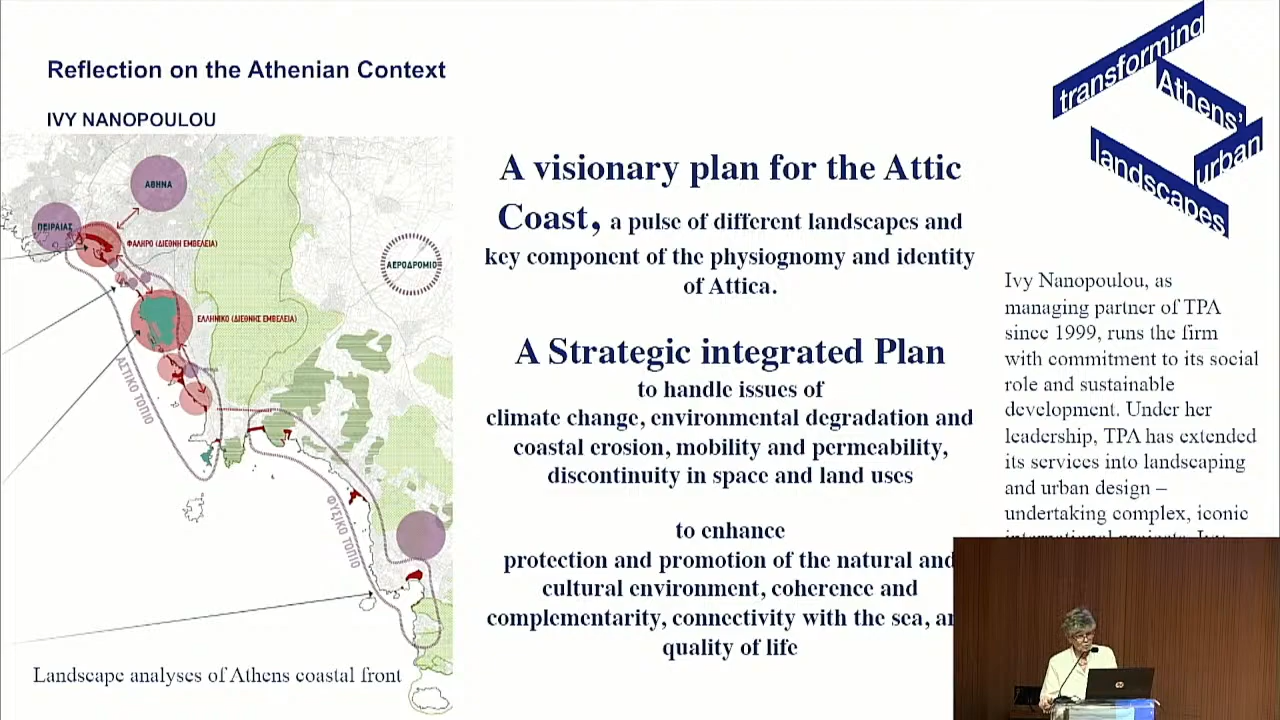 Reflection on the Athenian Context
IVY NANOPOULOU
transforming
Athens'
urban
landscapes
ΑΘΗΝΑ
ΠΕΙΡΑΙΑΣ
ΦΑΛΗΡΟ (ΔΙΕΘΝΗ ΕΜΒΕΛΕΙΑ)
ΑΕΡΟΔΡΟΜΙΟ
ΕΛΛΗΝΙΚΟ (ΔΙΕΘΝΗΣ ΕΜΒΕΛΕΙΑ)
ΑΣΤΙΚΟ ΤΟΠΙΟ
ΦΥΣΙΚΟ ΤΟΠΙΟ
Landscape analyses of Athens coastal front
A visionary plan for the Attic
Coast, a pulse of different landscapes and
key component of the physiognomy and identity
of Attica.
A Strategic integrated Plan
to handle issues of
climate change, environmental degradation and
coastal erosion, mobility and permeability,
discontinuity in space and land uses
to enhance
protection and promotion of the natural and
cultural environment, coherence and
complementarity, connectivity with the sea,
quality of life
Ivy Nanopoulou, as
managing partner of TPA
since 1999, runs the firm
with commitment to its social
role and sustainable
development. Under her
leadership, TPA has extended
its services into landscaping
and urban design –
undertaking complex, iconic